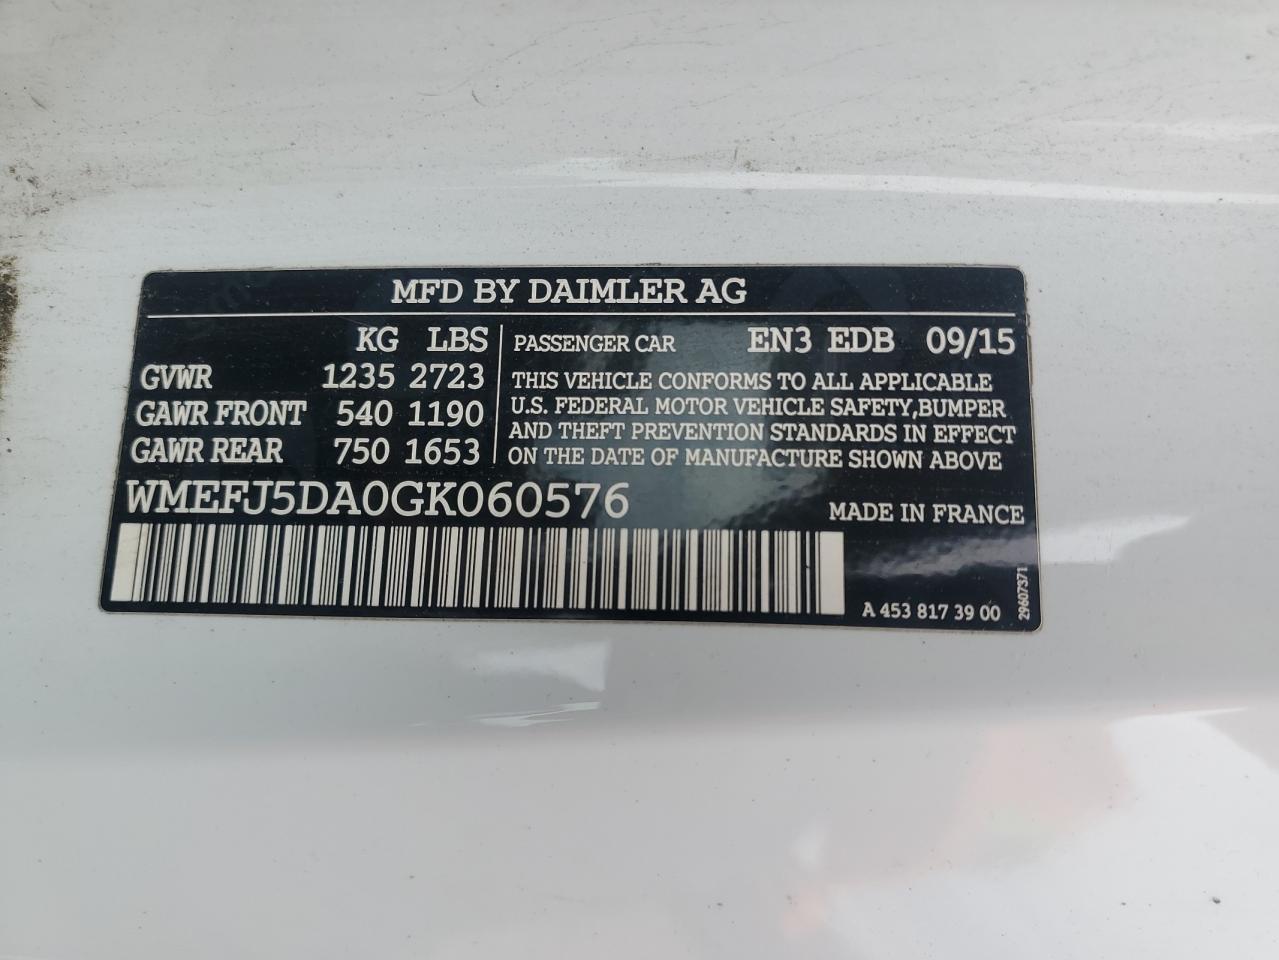 MFD BY DAIMLER AG
KG LBS
GVWR 1235 2723
GAWR FRONT 540 1190
GAWR REAR 750 1653
PASSENGER CAR EN3 EDB 09/15
THIS VEHICLE CONFORMS TO ALL APPLICABLE
U.S. FEDERAL MOTOR VEHICLE SAFETY,BUMPER
AND THEFT PREVENTION STANDARDS IN EFFECT
ON THE DATE OF MANUFACTURE SHOWN ABOVE
WMEFJ5DA0GK060576
MADE IN FRANCE
A 453 817 39 00
29607371